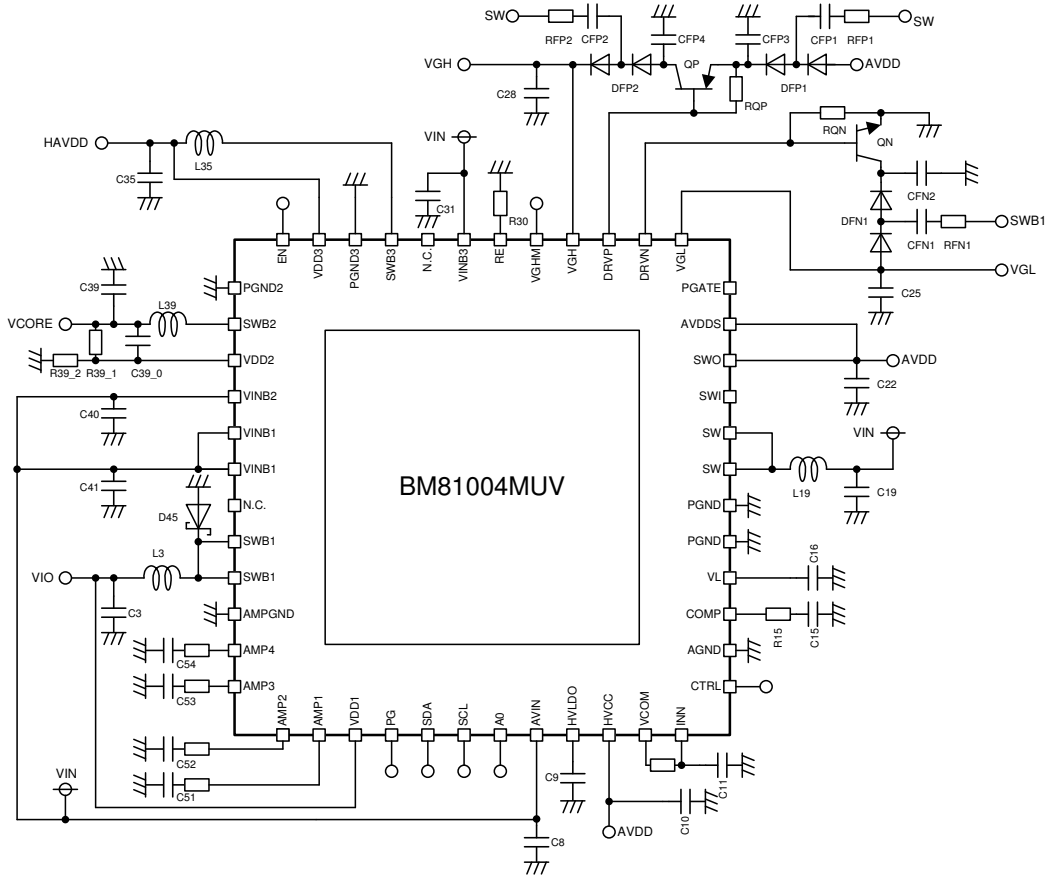 SW
RFP2
CFP2
CFP4
CFP3
CFP1
RFP1
SW
VGH
QP
AVDD
C28
DFP2
DFP1
RQP
HAVDD
L35
VIN
RQN
QN
C35
C31
R30
CFN2
DFN1
CFN1
RFN1
SWB1
EN
VDD3
PGND3
SWB3
N.C.
VINB3
RE
VGHM
VGH
DRVP
DRVN
VGL
VGL
C25
C39
PGND2
PGATE
L39
VCORE
SWB2
AVDDS
R39_2
R39_1
C39_0
VDD2
SWO
AVDD
C22
VINB2
SWI
C40
VINB1
SW
VIN
VINB1
SW
L19
C19
C41
BM81004MUV
D45
N.C.
PGND
SWB1
PGND
L3
VIO
SWB1
VL
C16
C3
AMPGND
COMP
R15
C15
C54
AMP4
AGND
C53
AMP3
CTRL
AMP2
AMP1
VDD1
PG
SDA
SCL
A0
AVIN
HVLDO
HVCC
VCOM
INN
C52
C51
VIN
C9
C11
C10
AVDD
C8